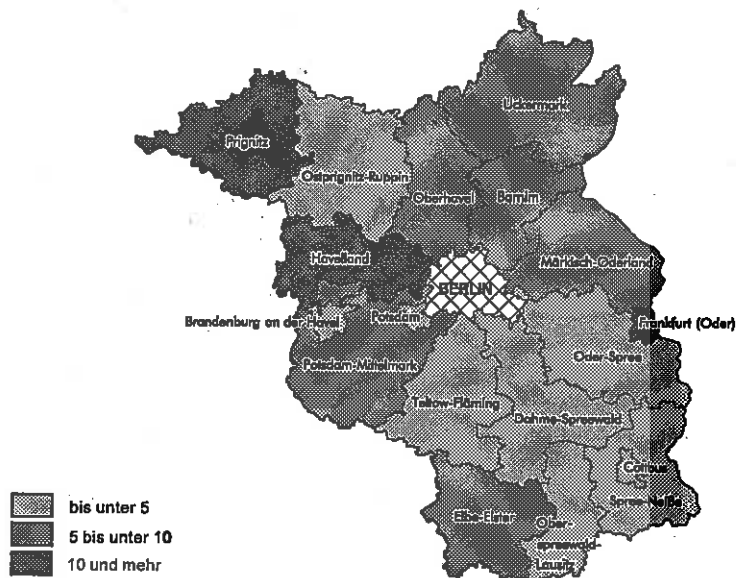 Uckermark
Prignitz
Ostprignitz-Ruppin
Oberhavel
Barnim
Havelland
Märkisch-Oderland
BERLIN
Brandenburg an der Havel
Potsdam
Frankfurt (Oder)
Oder-Spree
Potsdam-Mittelmark
Teltow-Fläming
Dahme-Spreewald
Cottbus
Spree-Neiße
Elbe-Elster
Ober-
spreewald-
Lausitz
bis unter 5
5 bis unter 10
10 und mehr